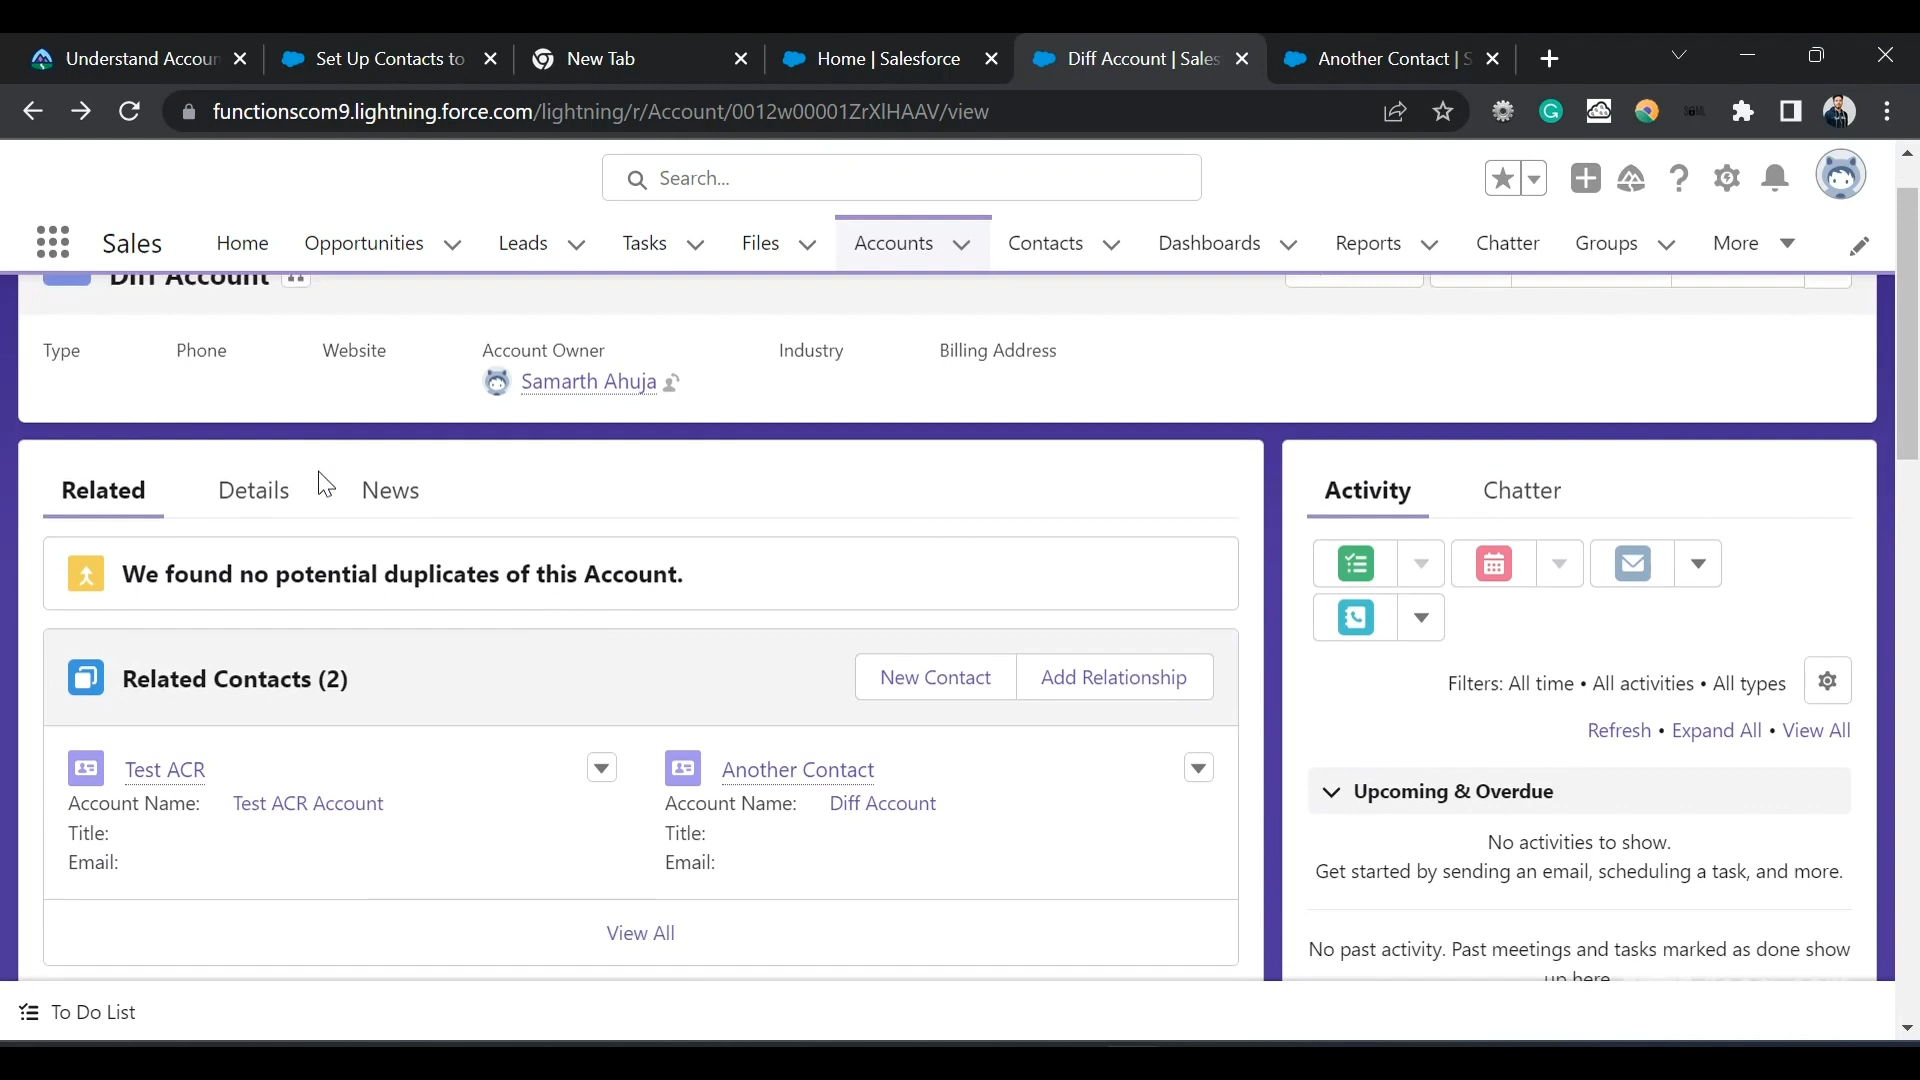 Understand Accoun
Set Up Contacts to
New Tab
Home | Salesforce
Diff Account | Sales
Another Contact | S
functionscom9.lightning.force.com/lightning/r/Account/0012w00001ZrXlHAAV/view
Search...
Sales
Home
Opportunities
Leads
Tasks
Files
Accounts
Contacts
Dashboards
Reports
Chatter
Groups
More
Diff Account
Type
Phone
Website
Account Owner
Industry
Billing Address
Samarth Ahuja
Related
Details
News
We found no potential duplicates of this Account.
Related Contacts (2)
New Contact
Add Relationship
Test ACR
Account Name: Test ACR Account
Title:
Email:
Another Contact
Account Name: Diff Account
Title:
Email:
View All
Activity
Chatter
Filters: All time • All activities • All types
Refresh • Expand All • View All
Upcoming & Overdue
No activities to show.
Get started by sending an email, scheduling a task, and more.
No past activity. Past meetings and tasks marked as done show
up here.
To Do List